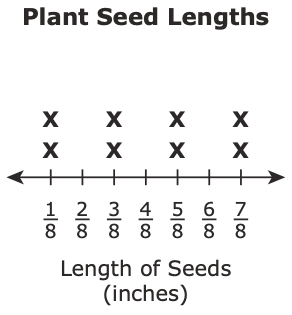 Plant Seed Lengths
X X X X
X X X X
1/8 2/8 3/8 4/8 5/8 6/8 7/8
Length of Seeds
(inches)